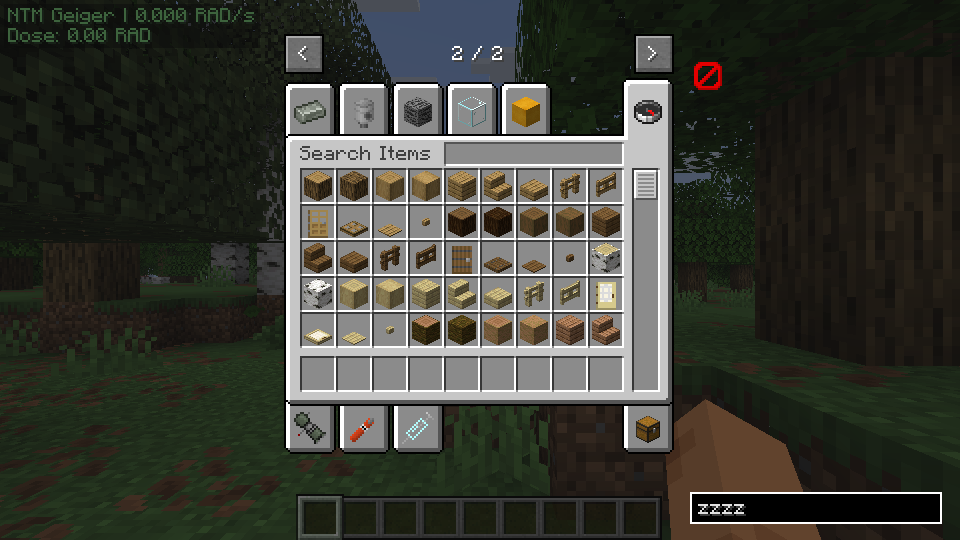 NTM Geiger | 0.000 RAD/s
Dose: 0.00 RAD
< 2 / 2 >
Search Items
zzzz